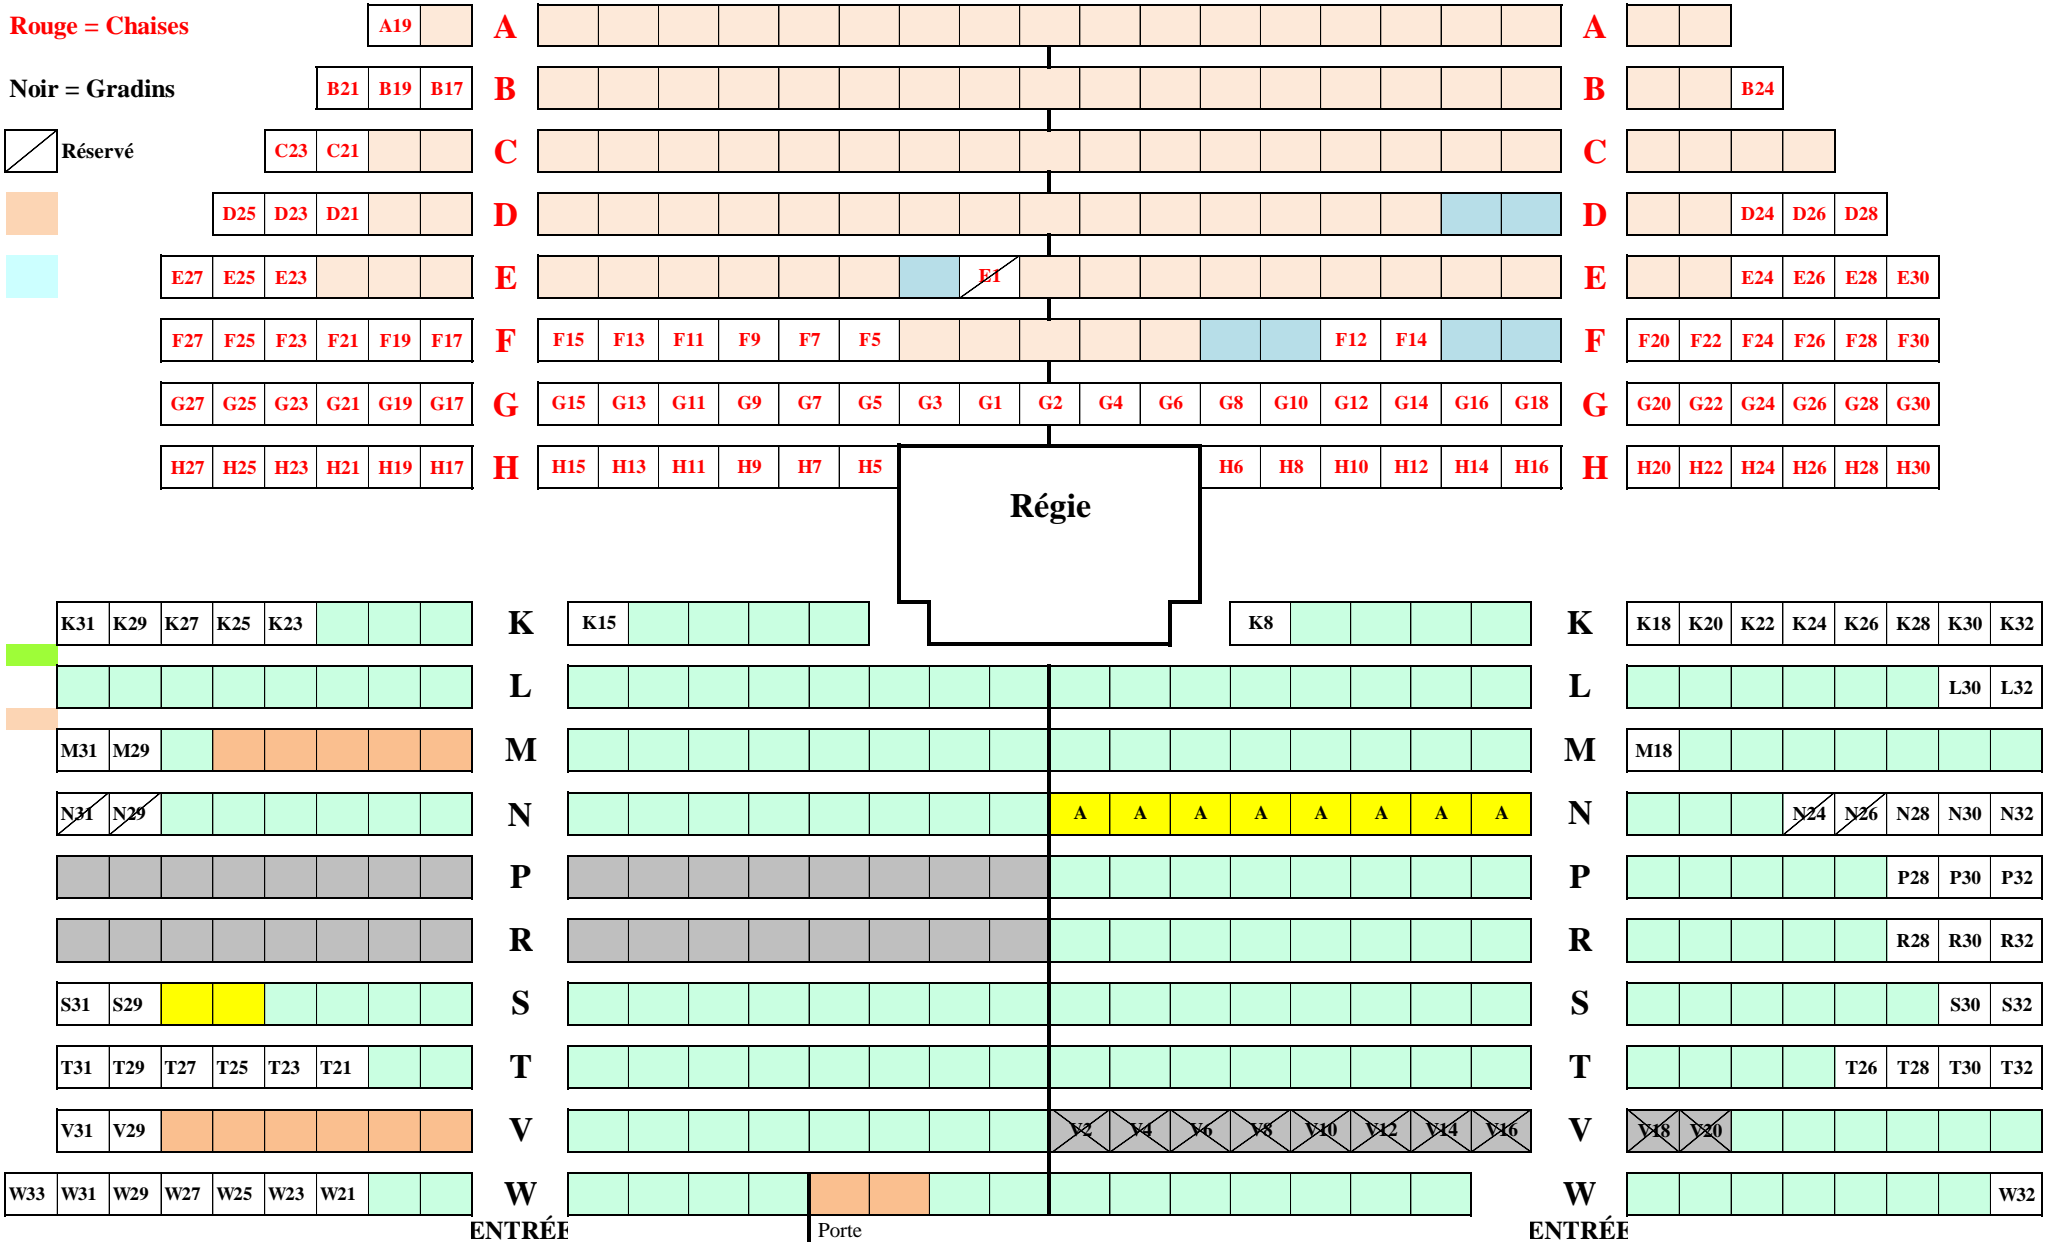 Rouge = Chaises A19 A A
Noir = Gradins B21 B19 B17 B B B24
Réservé C23 C21 C C
D25 D23 D21 D D D24 D26 D28
E27 E25 E23 E E1 E E24 E26 E28 E30
F27 F25 F23 F21 F19 F17 F F15 F13 F11 F9 F7 F5 F12 F14 F F20 F22 F24 F26 F28 F30
G27 G25 G23 G21 G19 G17 G G15 G13 G11 G9 G7 G5 G3 G1 G2 G4 G6 G8 G10 G12 G14 G16 G18 G G20 G22 G24 G26 G28 G30
H27 H25 H23 H21 H19 H17 H H15 H13 H11 H9 H7 H5 H6 H8 H10 H12 H14 H16 H H20 H22 H24 H26 H28 H30
Régie
K31 K29 K27 K25 K23 K K15 K8 K K18 K20 K22 K24 K26 K28 K30 K32
L L L30 L32
M31 M29 M M M18
N31 N29 N A A A A A A A A N N24 N26 N28 N30 N32
P P P28 P30 P32
R R R28 R30 R32
S31 S29 S S S30 S32
T31 T29 T27 T25 T23 T21 T T T26 T28 T30 T32
V31 V29 V V2 V4 V6 V8 V10 V12 V14 V16 V V18 V20
W33 W31 W29 W27 W25 W23 W21 W W W32
ENTRÉE Porte ENTRÉE